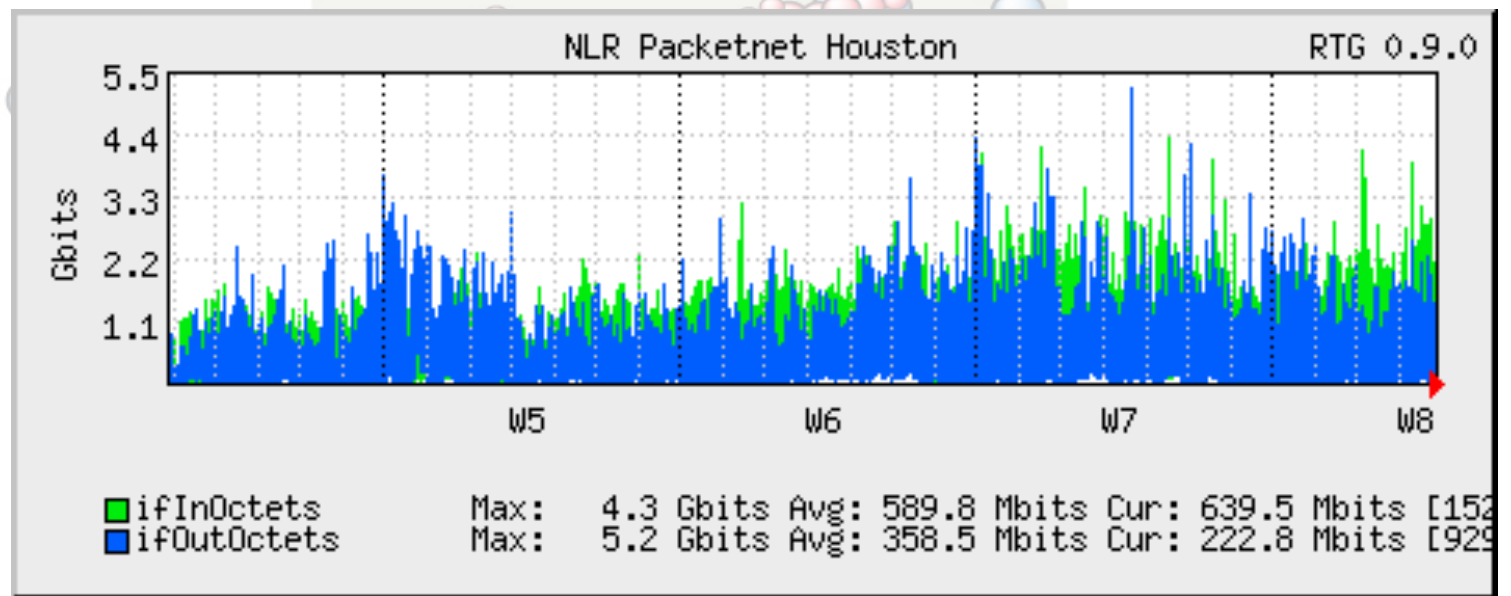 NLR Packetnet Houston RTG 0.9.0
5.5
4.4
3.3
2.2
1.1
Gbits
W5 W6 W7 W8
ifInOctets Max: 4.3 Gbits Avg: 589.8 Mbits Cur: 639.5 Mbits [152
ifOutOctets Max: 5.2 Gbits Avg: 358.5 Mbits Cur: 222.8 Mbits [929